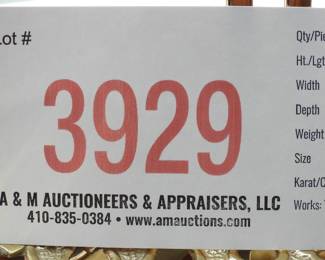 Lot #
3929
A & M AUCTIONEERS & APPRAISERS, LLC
410-835-0384 • www.amauctions.com
Qty/Pie
Ht./Lgt
Width
Depth
Weight
Size
Karat/C
Works: